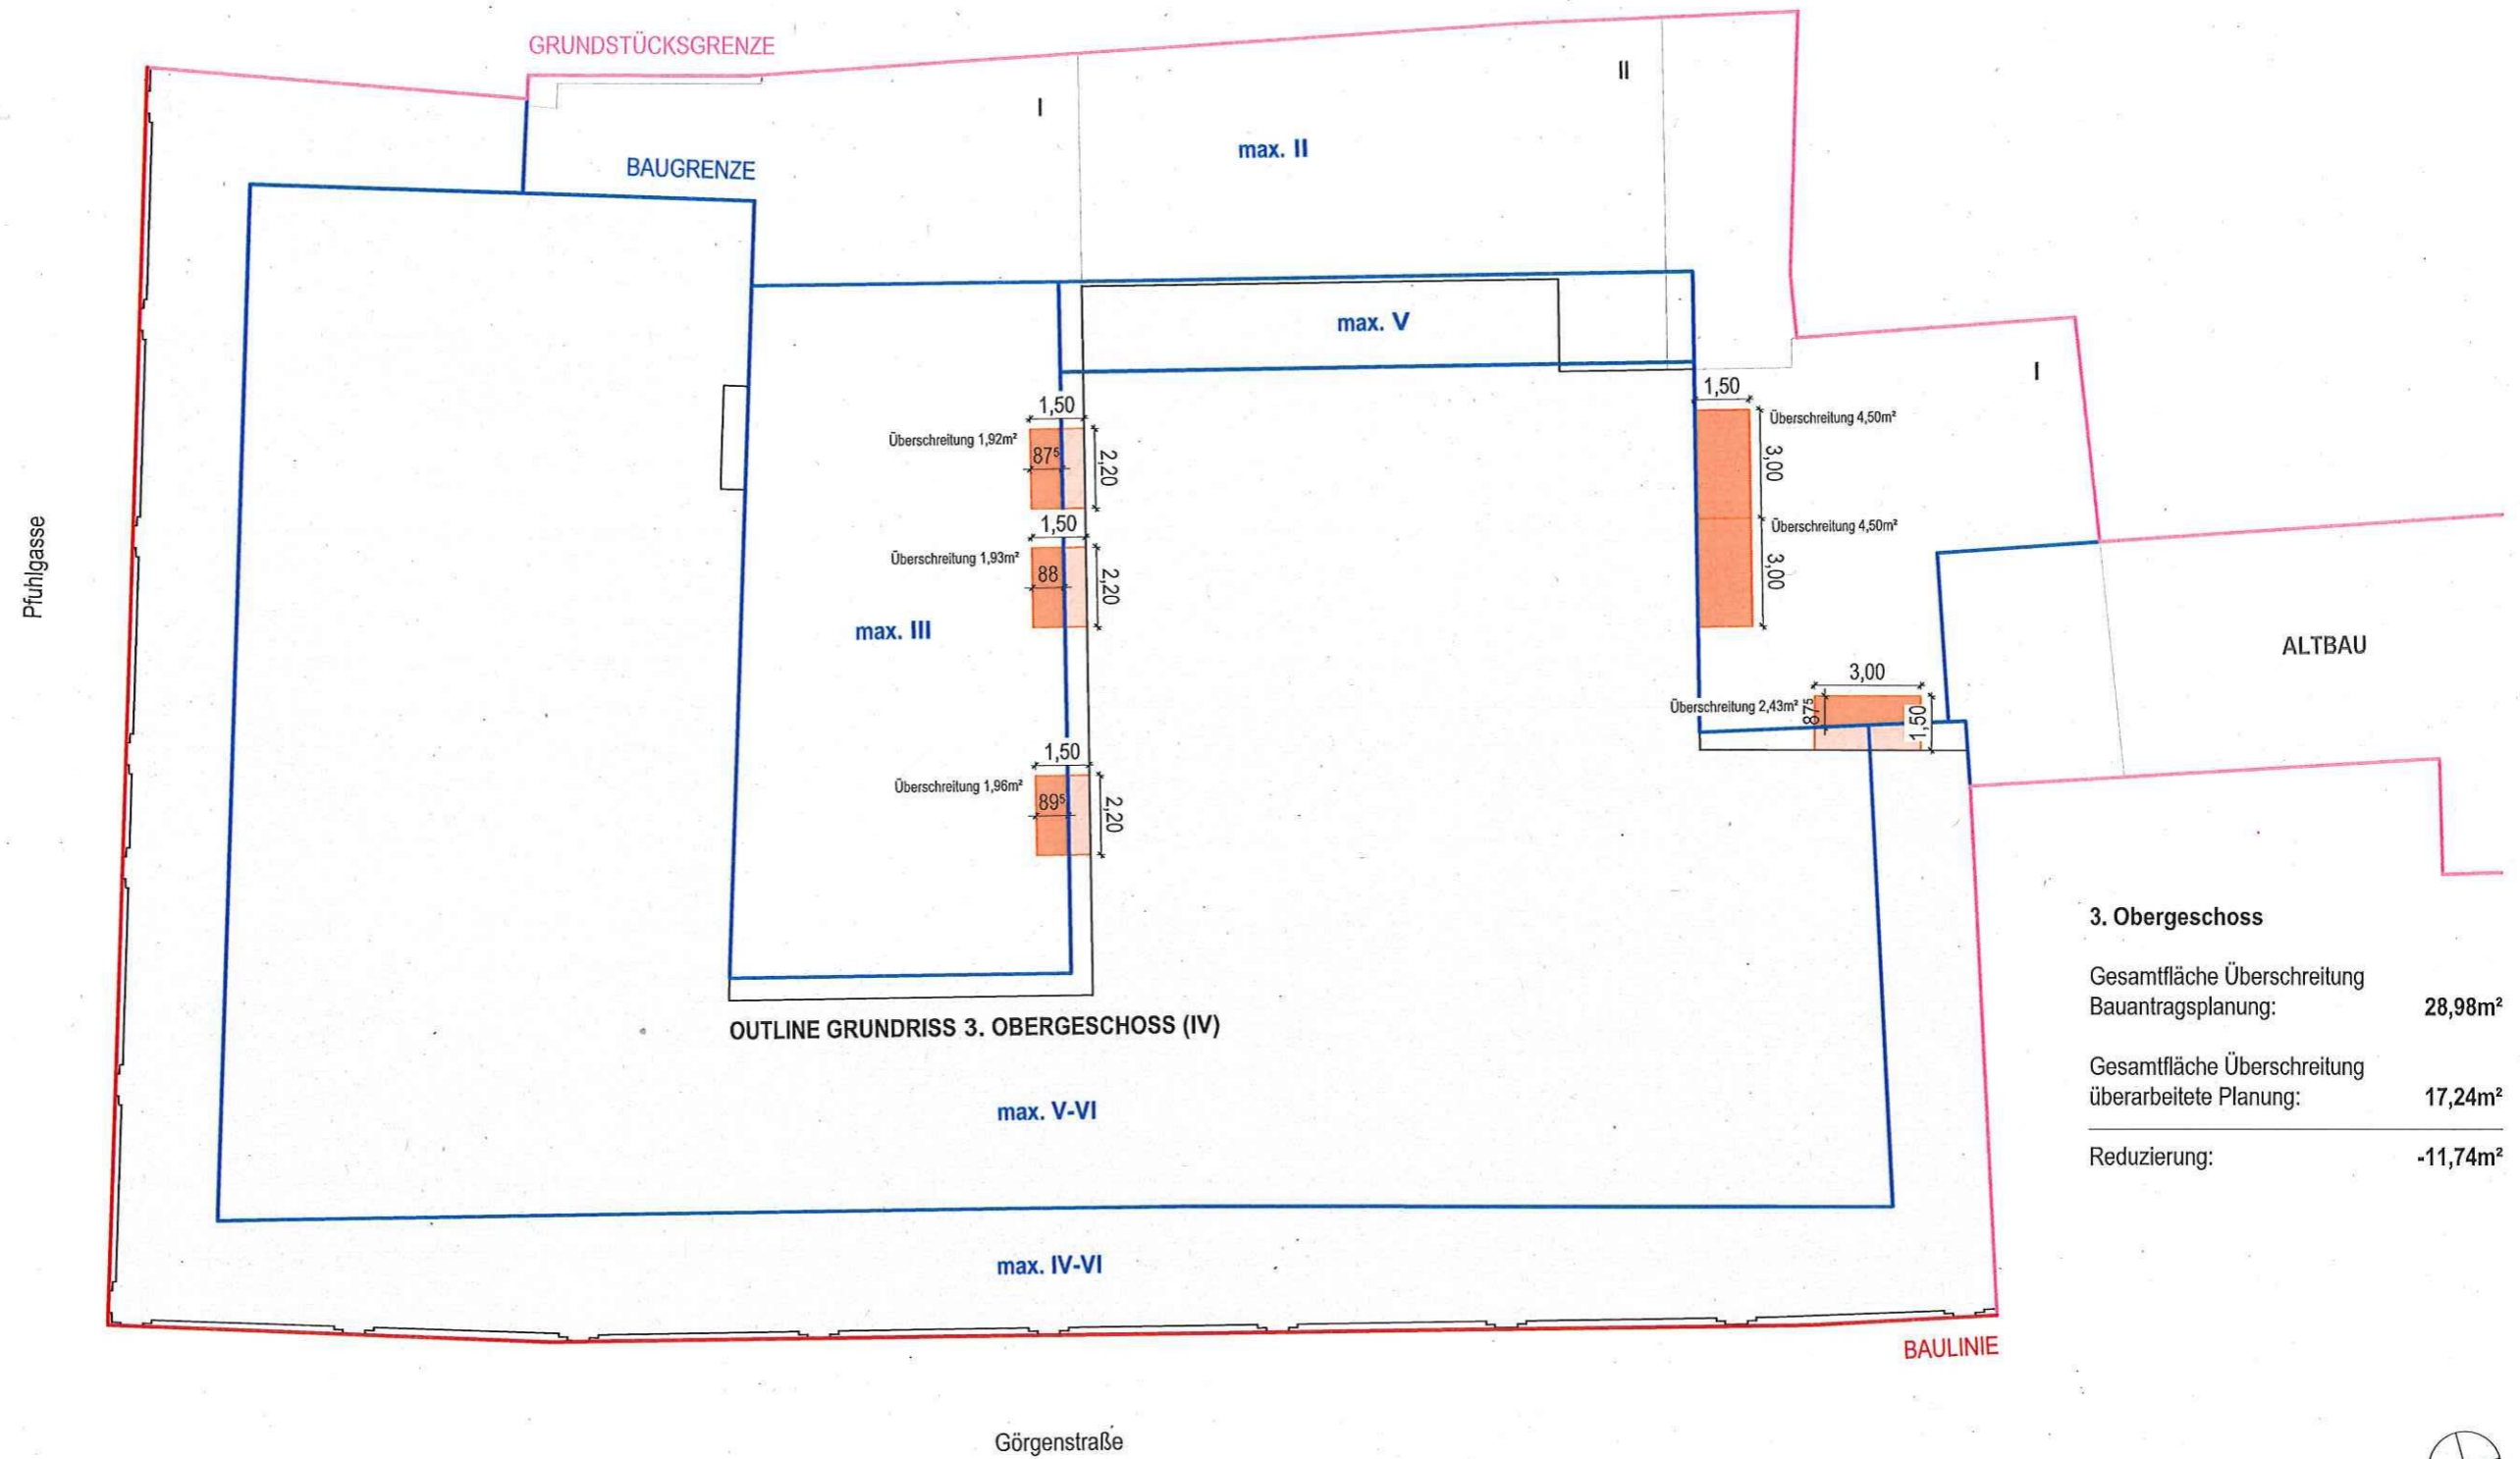 GRUNDSTÜCKSGRENZE
II
I
max. II
BAUGRENZE
max. V
I
1,50
1,50
Überschreitung 4,50m²
Überschreitung 1,92m²
87⁵
2,20
3,00
1,50
Überschreitung 4,50m²
Überschreitung 1,93m²
88
2,20
3,00
Pfuhlgasse
max. III
ALTBAU
3,00
Überschreitung 2,43m²
87⁵
1,50
1,50
Überschreitung 1,96m²
89⁵
2,20
OUTLINE GRUNDRISS 3. OBERGESCHOSS (IV)
3. Obergeschoss
Gesamtfläche Überschreitung
Bauantragsplanung: 28,98m²
Gesamtfläche Überschreitung
überarbeitete Planung: 17,24m²
Reduzierung: -11,74m²
max. V-VI
max. IV-VI
BAULINIE
Görgenstraße